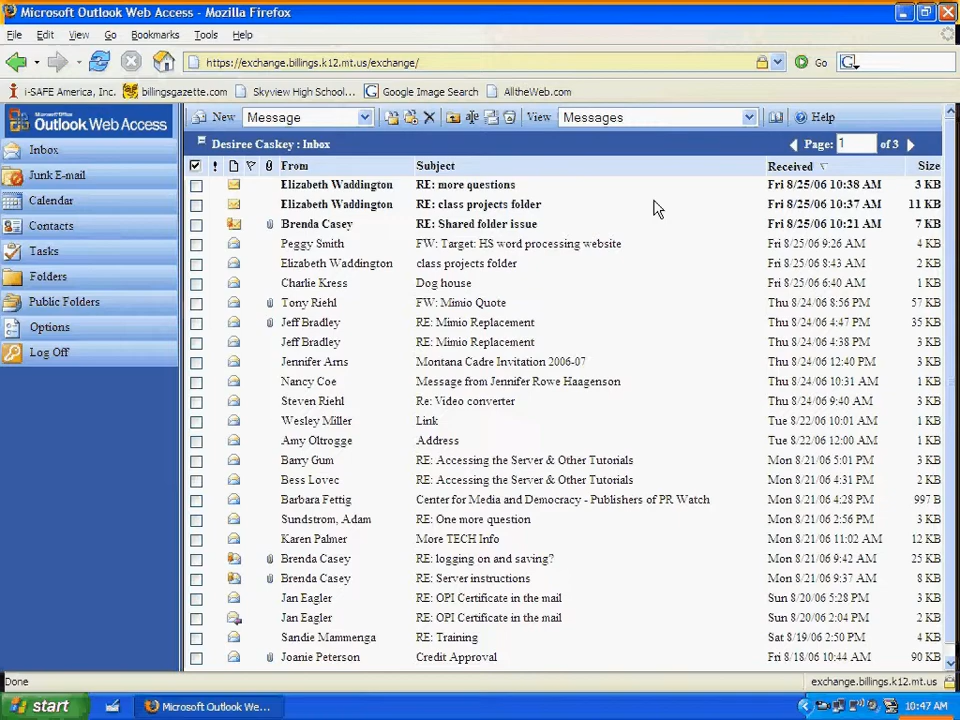 Microsoft Outlook Web Access - Mozilla Firefox
File Edit View Go Bookmarks Tools Help
https://exchange.billings.k12.mt.us/exchange/ Go
i-SAFE America, Inc. billingsgazette.com Skyview High School... Google Image Search AlltheWeb.com
Outlook Web Access
New Message View Messages Help
Desiree Caskey : Inbox Page: 1 of 3
From Subject Received Size
Inbox
Junk E-mail
Calendar
Contacts
Tasks
Folders
Public Folders
Options
Log Off
Elizabeth Waddington RE: more questions Fri 8/25/06 10:38 AM 3 KB
Elizabeth Waddington RE: class projects folder Fri 8/25/06 10:37 AM 11 KB
Brenda Casey RE: Shared folder issue Fri 8/25/06 10:21 AM 7 KB
Peggy Smith FW: Target: HS word processing website Fri 8/25/06 9:26 AM 4 KB
Elizabeth Waddington class projects folder Fri 8/25/06 8:43 AM 2 KB
Charlie Kress Dog house Fri 8/25/06 6:40 AM 1 KB
Tony Riehl FW: Mimio Quote Thu 8/24/06 8:56 PM 57 KB
Jeff Bradley RE: Mimio Replacement Thu 8/24/06 4:47 PM 35 KB
Jeff Bradley RE: Mimio Replacement Thu 8/24/06 4:38 PM 3 KB
Jennifer Arns Montana Cadre Invitation 2006-07 Thu 8/24/06 12:40 PM 3 KB
Nancy Coe Message from Jennifer Rowe Haagenson Thu 8/24/06 10:31 AM 1 KB
Steven Riehl Re: Video converter Thu 8/24/06 9:40 AM 3 KB
Wesley Miller Link Tue 8/22/06 10:01 AM 1 KB
Amy Oltrogge Address Tue 8/22/06 12:00 AM 1 KB
Barry Gum RE: Accessing the Server & Other Tutorials Mon 8/21/06 5:01 PM 3 KB
Bess Lovec RE: Accessing the Server & Other Tutorials Mon 8/21/06 4:31 PM 2 KB
Barbara Fettig Center for Media and Democracy - Publishers of PR Watch Mon 8/21/06 4:28 PM 997 B
Sundstrom, Adam RE: One more question Mon 8/21/06 2:56 PM 3 KB
Karen Palmer More TECH Info Mon 8/21/06 11:02 AM 12 KB
Brenda Casey RE: logging on and saving? Mon 8/21/06 9:42 AM 25 KB
Brenda Casey RE: Server instructions Mon 8/21/06 9:37 AM 8 KB
Jan Eagler RE: OPI Certificate in the mail Sun 8/20/06 5:28 PM 3 KB
Jan Eagler RE: OPI Certificate in the mail Sun 8/20/06 2:04 PM 2 KB
Sandie Mammenga RE: Training Sat 8/19/06 2:50 PM 4 KB
Joanie Peterson Credit Approval Fri 8/18/06 10:44 AM 90 KB
Done exchange.billings.k12.mt.us
start Microsoft Outlook We... 10:47 AM